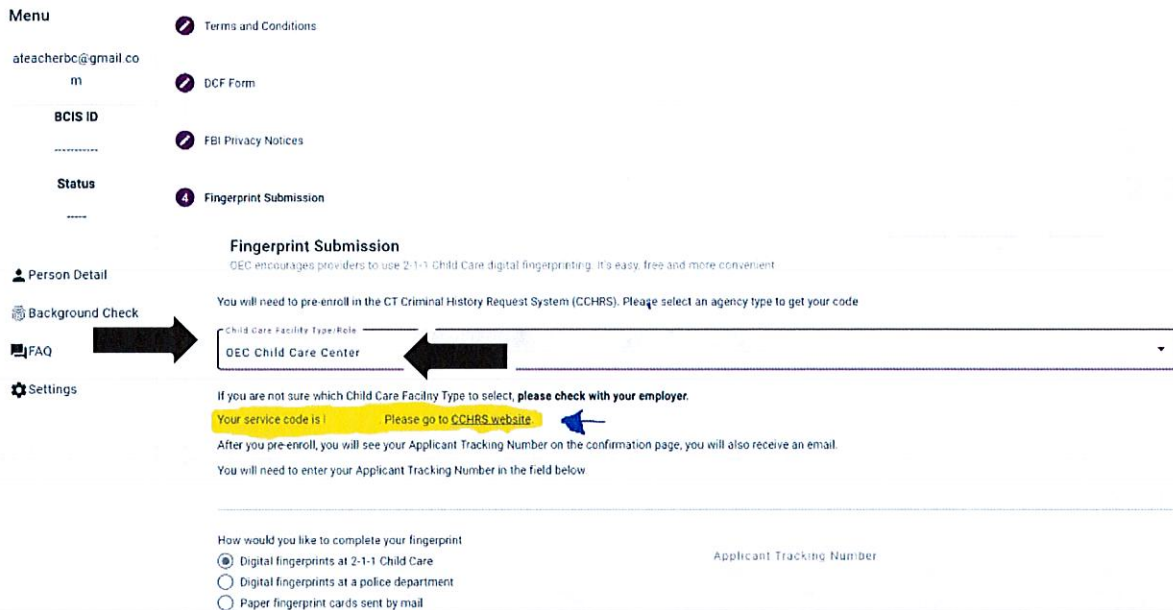 Menu
ateacherbc@gmail.co
m
BCIS ID
-----------
Status
-----
Person Detail
Background Check
FAQ
Settings
Terms and Conditions
DCF Form
FBI Privacy Notices
4 Fingerprint Submission
Fingerprint Submission
OEC encourages providers to use 2-1-1 Child Care digital fingerprinting. It's easy, free and more convenient
You will need to pre-enroll in the CT Criminal History Request System (CCHRS). Please select an agency type to get your code
Child Care Facility Type/Role
OEC Child Care Center
If you are not sure which Child Care Facility Type to select, please check with your employer.
Your service code is . Please go to CCHRS website.
After you pre-enroll, you will see your Applicant Tracking Number on the confirmation page, you will also receive an email.
You will need to enter your Applicant Tracking Number in the field below
How would you like to complete your fingerprint
Digital fingerprints at 2-1-1 Child Care
Applicant Tracking Number
Digital fingerprints at a police department
Paper fingerprint cards sent by mail